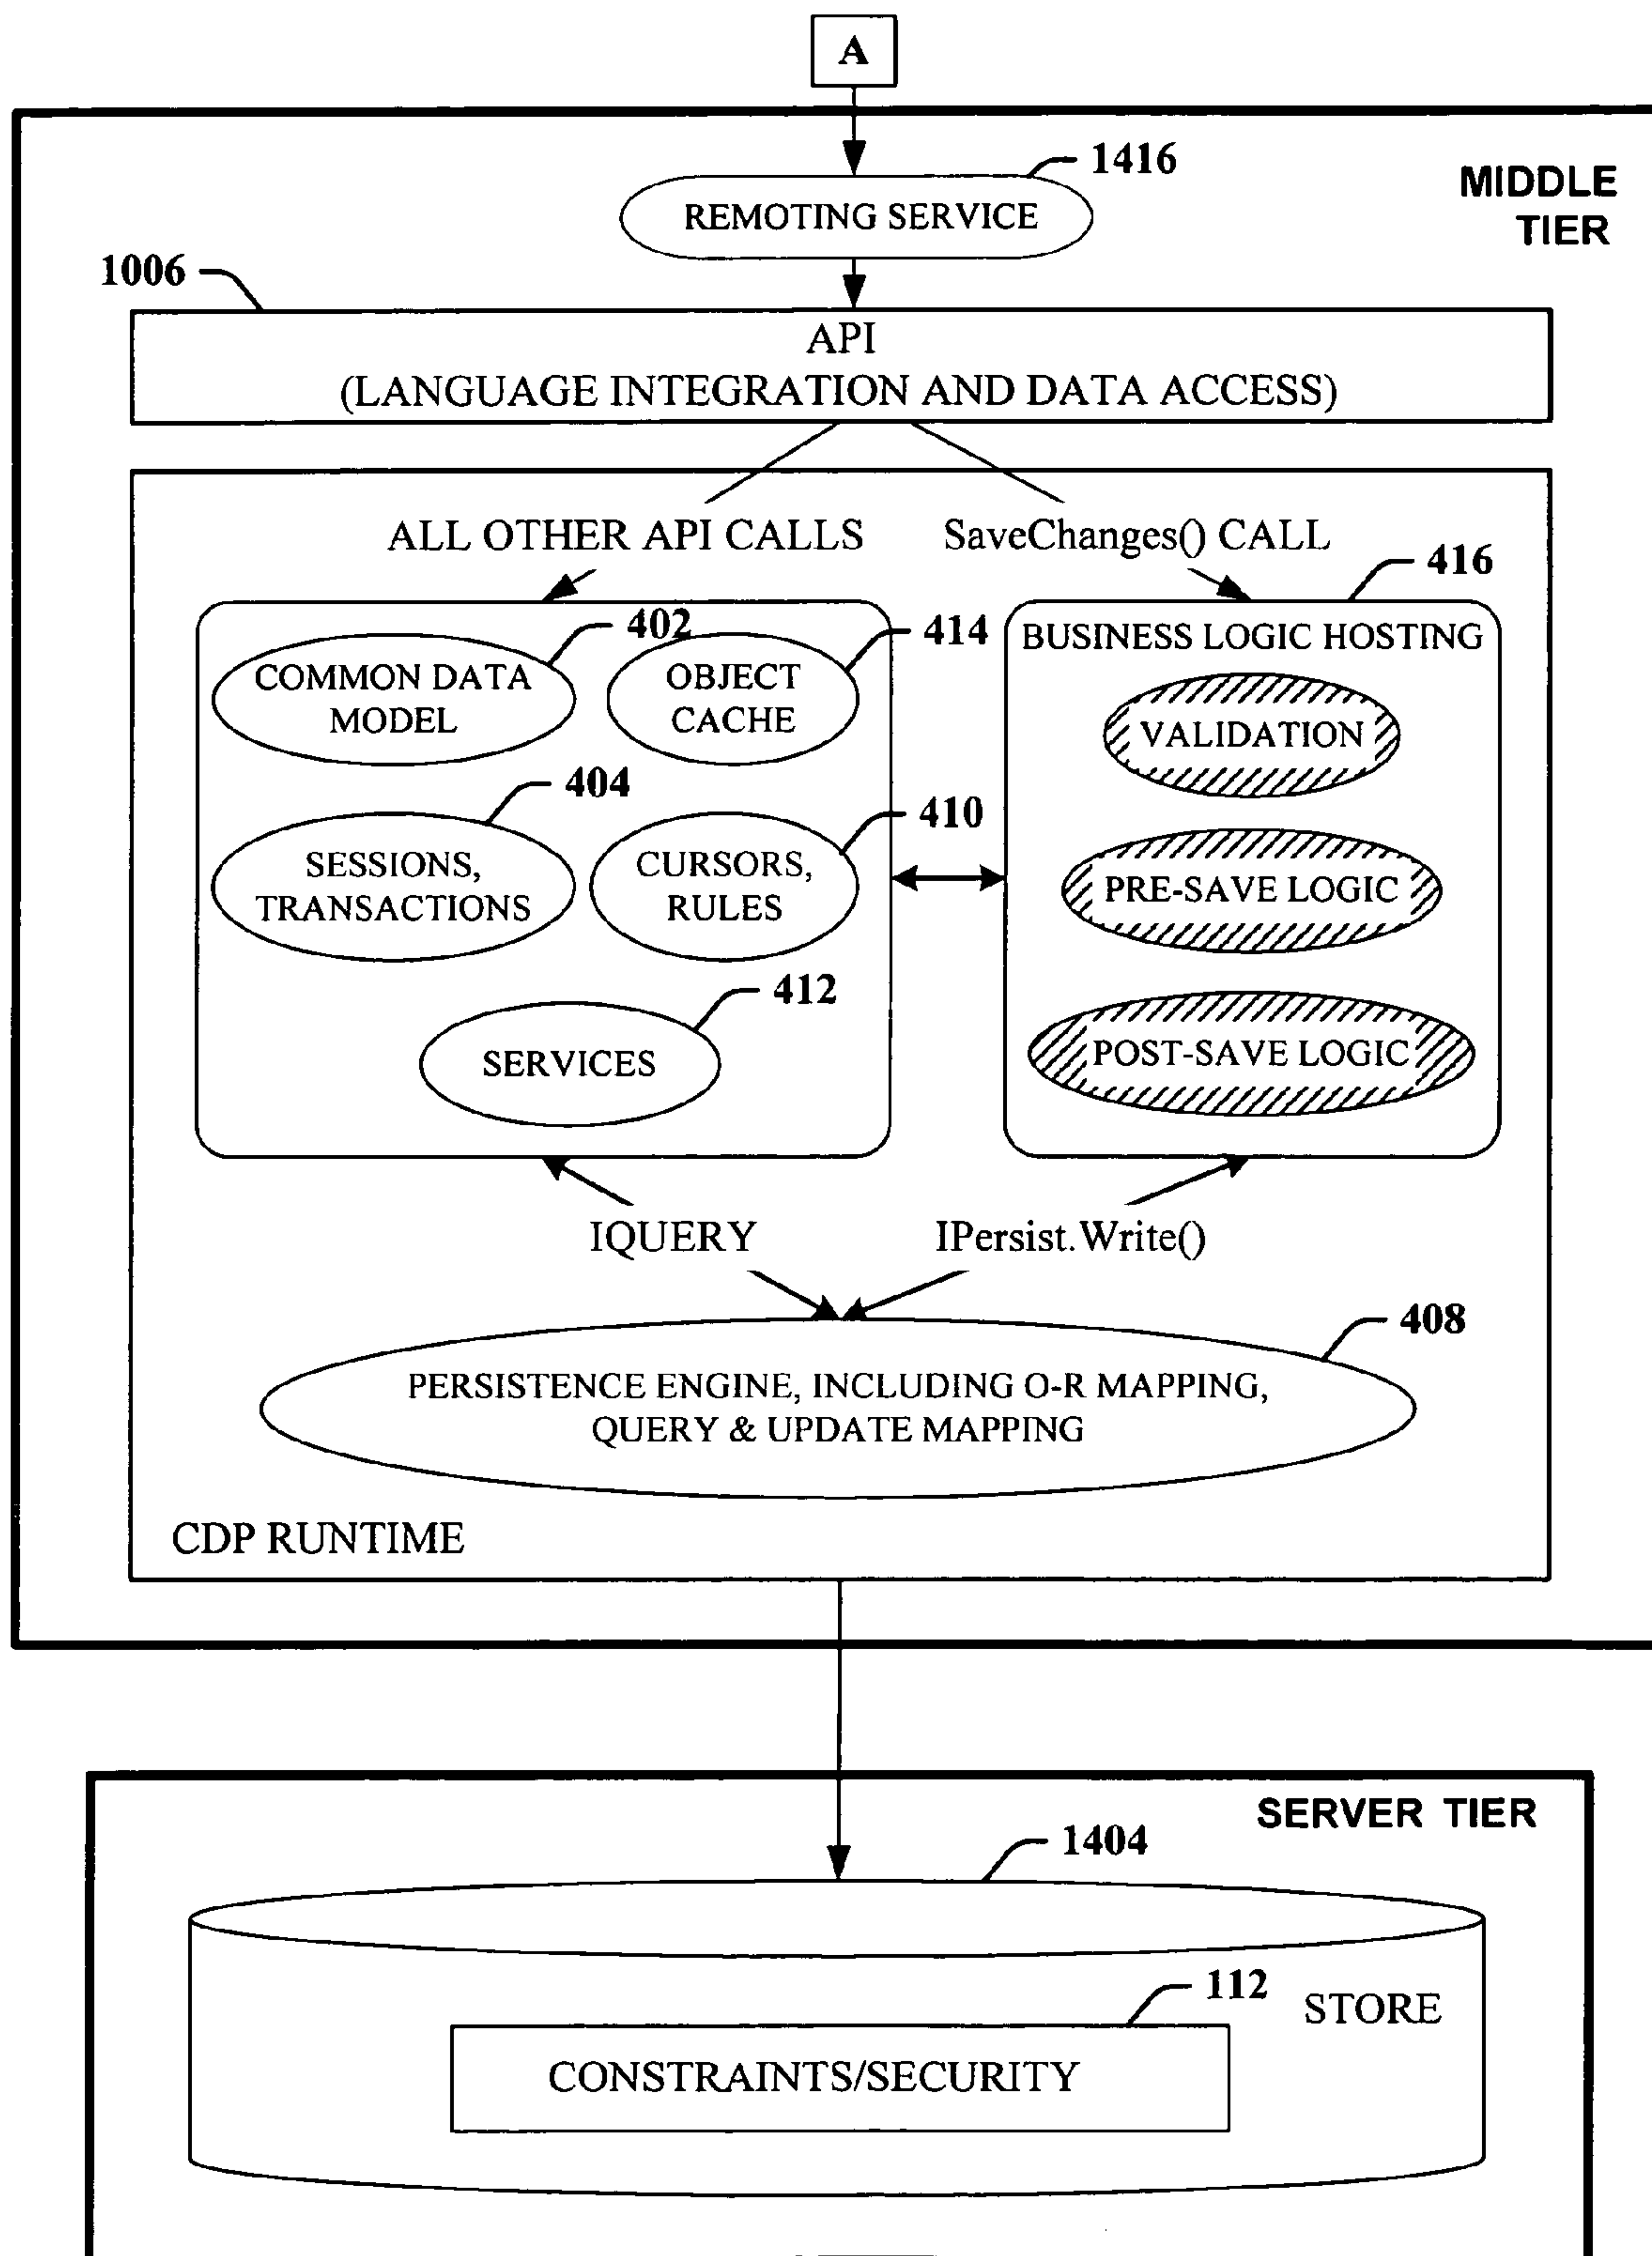 A
1416
MIDDLE
TIER
REMOTING SERVICE
1006
API
(LANGUAGE INTEGRATION AND DATA ACCESS)
ALL OTHER API CALLS
SaveChanges() CALL
416
402
414
BUSINESS LOGIC HOSTING
COMMON DATA
MODEL
OBJECT
CACHE
VALIDATION
404
410
SESSIONS,
TRANSACTIONS
CURSORS,
RULES
PRE-SAVE LOGIC
412
SERVICES
POST-SAVE LOGIC
IQUERY
IPersist.Write()
408
PERSISTENCE ENGINE, INCLUDING O-R MAPPING,
QUERY & UPDATE MAPPING
CDP RUNTIME
SERVER TIER
1404
112
STORE
CONSTRAINTS/SECURITY